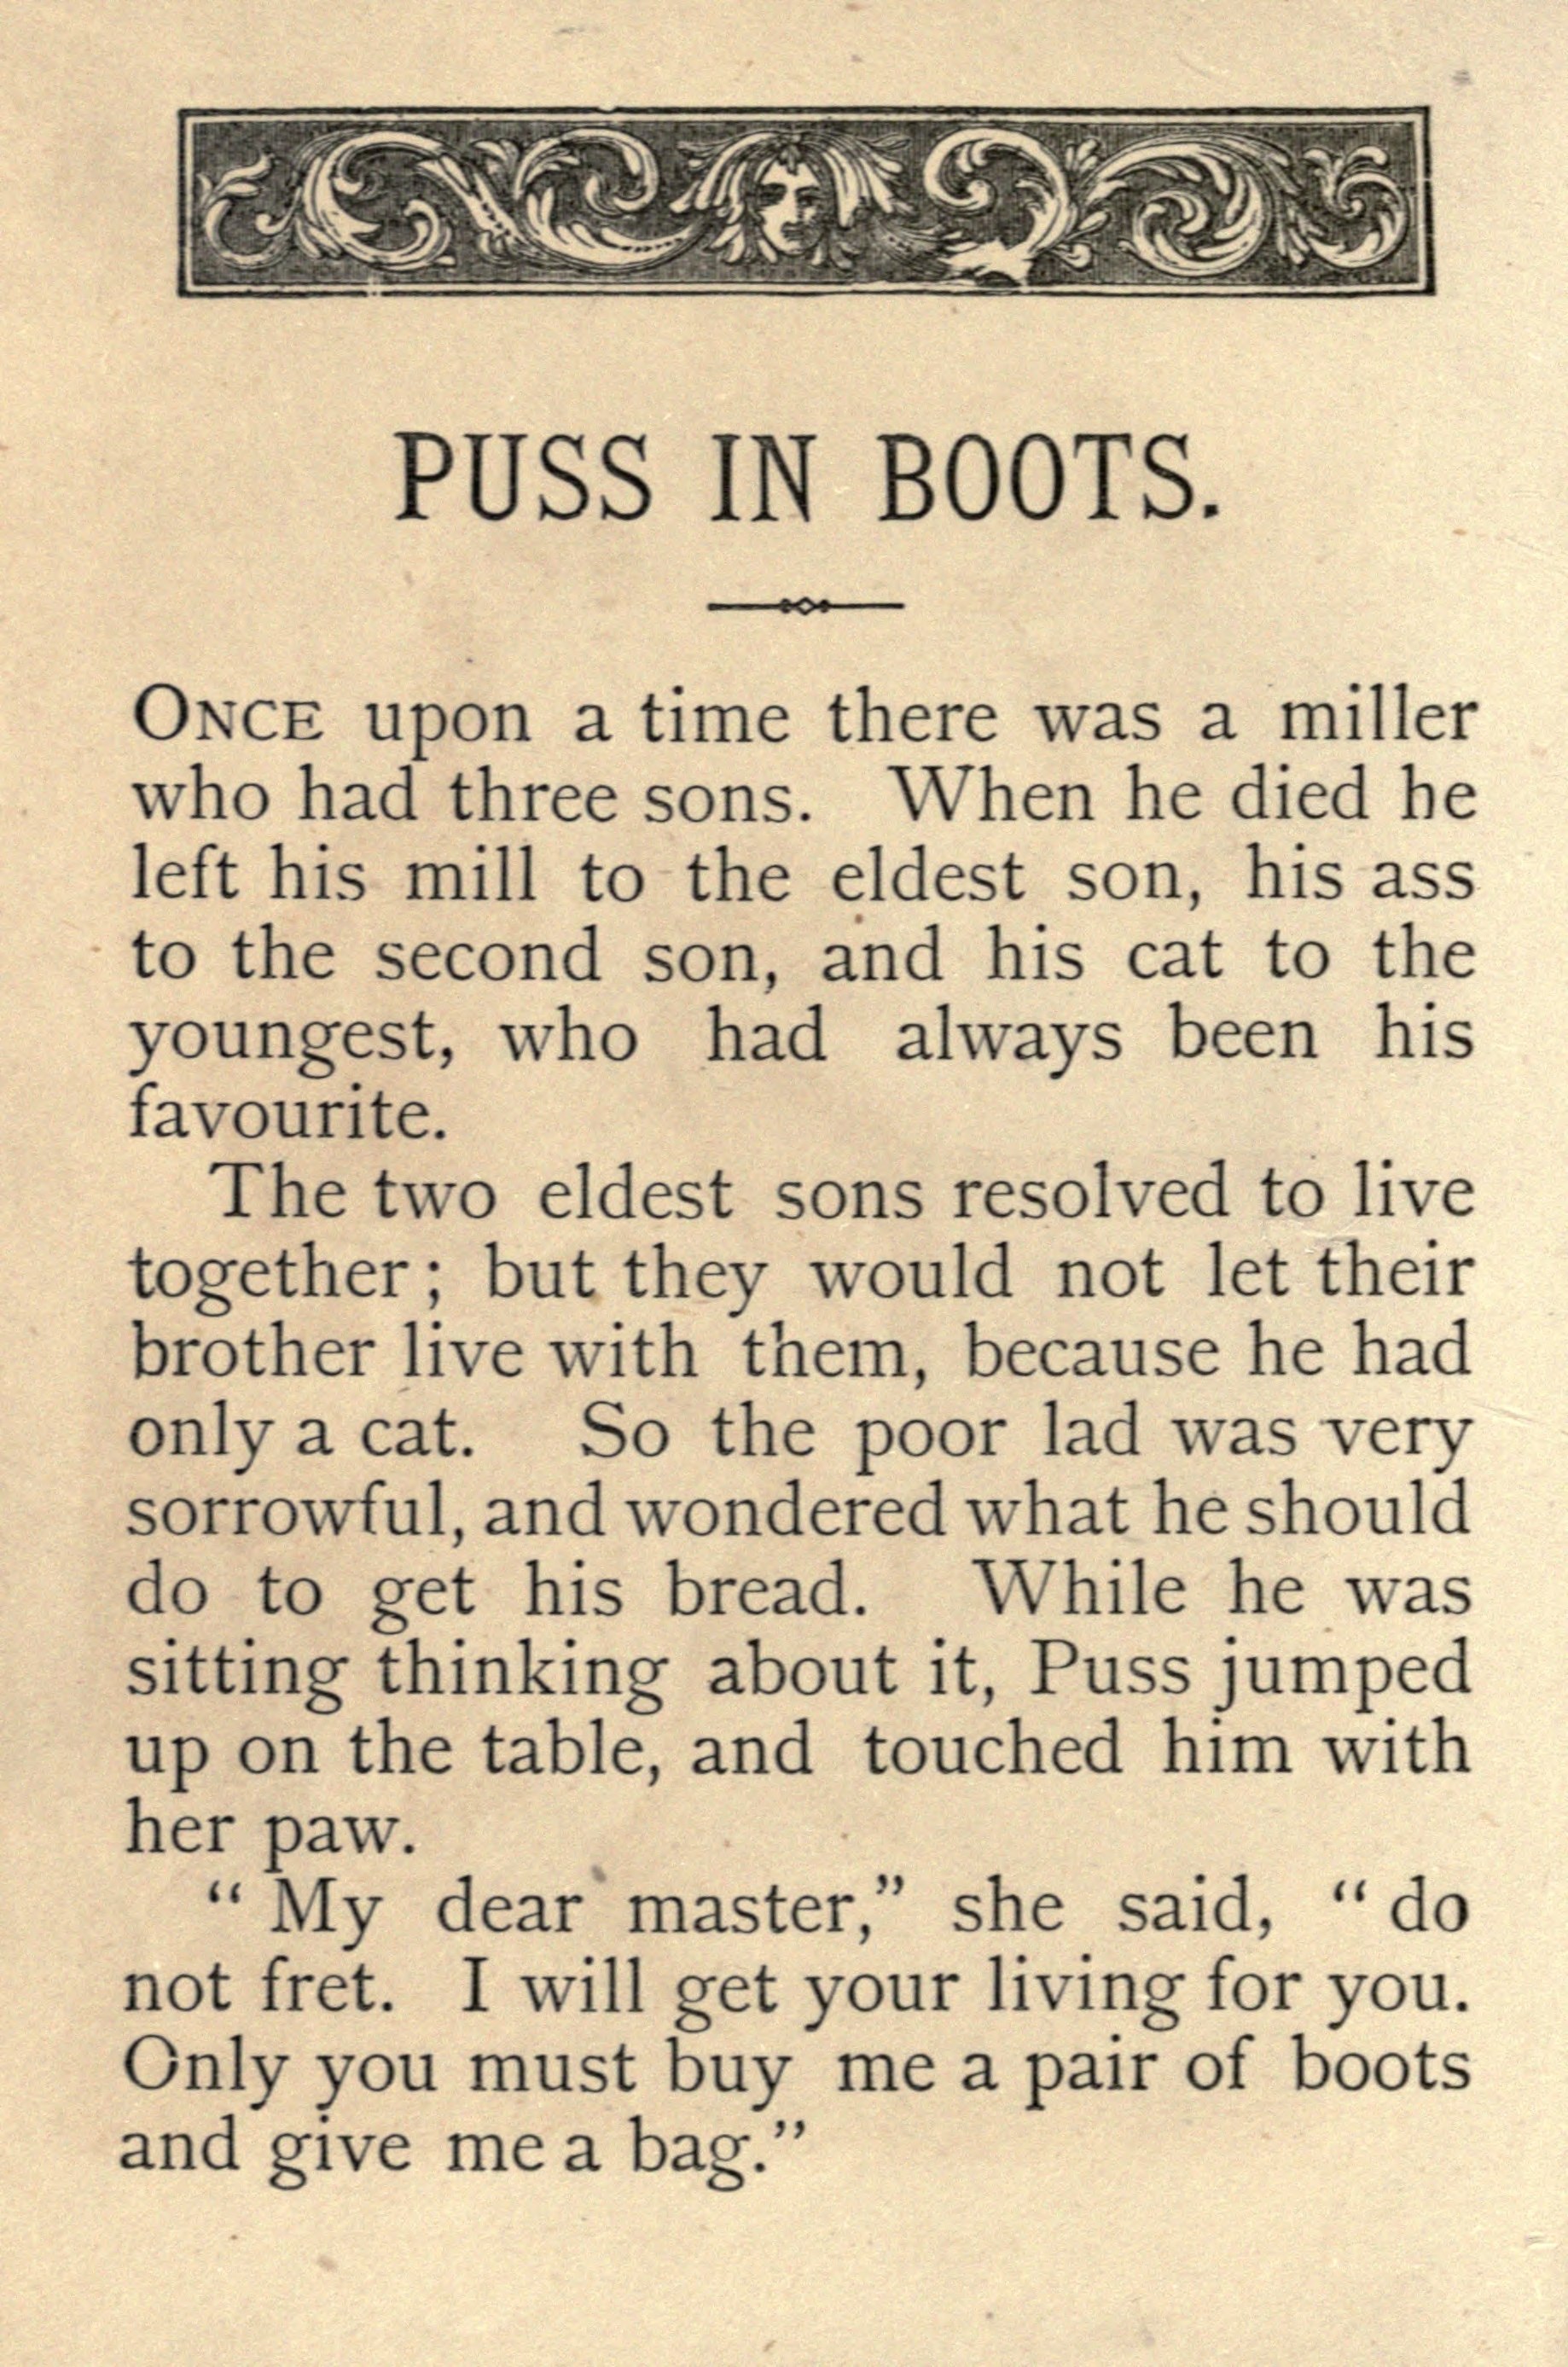 PUSS IN BOOTS.
ONCE upon a time there was a miller
who had three sons. When he died he
left his mill to the eldest son, his ass
to the second son, and his cat to the
youngest, who had always been his
favourite.
The two eldest sons resolved to live
together; but they would not let their
brother live with them, because he had
only a cat. So the poor lad was very
sorrowful, and wondered what he should
do to get his bread. While he was
sitting thinking about it, Puss jumped
up on the table, and touched him with
her paw.
“ My dear master,” she said, “ do
not fret. I will get your living for you.
Only you must buy me a pair of boots
and give me a bag.”